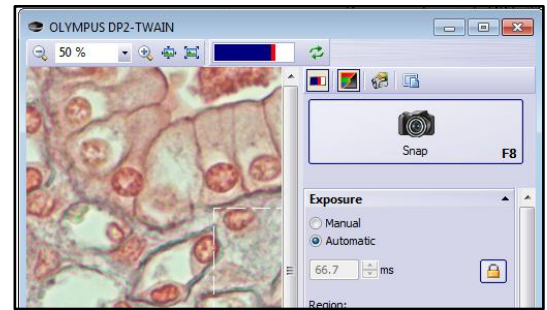 OLYMPUS DP2-TWAIN
50 %
Snap
F8
Exposure
Manual
Automatic
66.7 ms
Region: